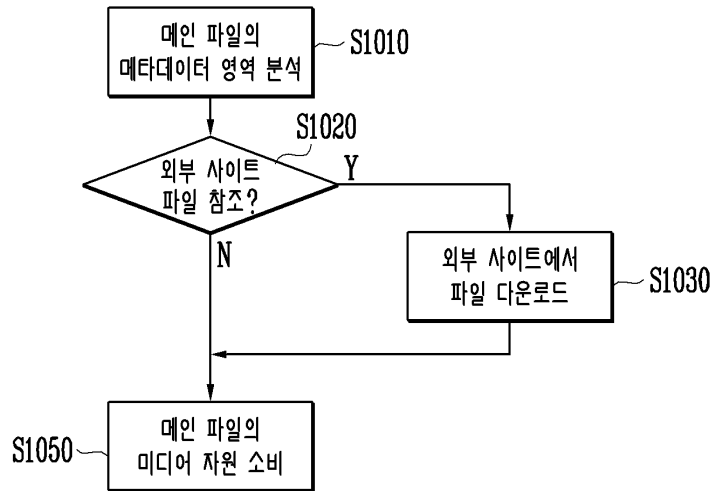 메인 파일의
메타데이터 영역 분석
S1010
S1020
외부 사이트
파일 참조?
Y
N
외부 사이트에서
파일 다운로드
S1030
메인 파일의
미디어 자원 소비
S1050